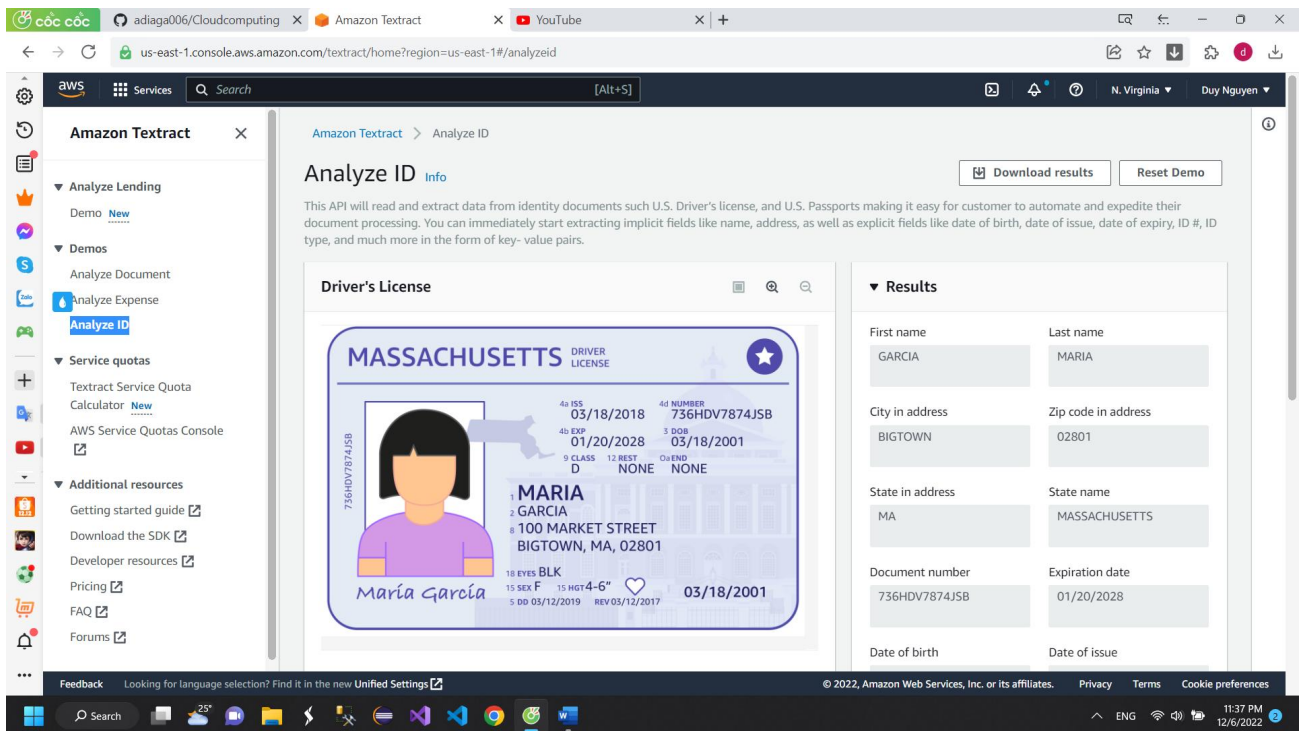 cốc cốc
adiaga006/Cloudcomputing
Amazon Textract
YouTube
us-east-1.console.aws.amazon.com/textract/home?region=us-east-1#/analyzeid
d
aws
Services
Search
[Alt+S]
N. Virginia
Duy Nguyen
Amazon Textract
Analyze Lending
Demo New
Demos
Analyze Document
Analyze Expense
Analyze ID
Service quotas
Textract Service Quota
Calculator New
AWS Service Quotas Console
Additional resources
Getting started guide
Download the SDK
Developer resources
Pricing
FAQ
Forums
Zalo
Amazon Textract > Analyze ID
Analyze ID Info
Download results
Reset Demo
This API will read and extract data from identity documents such U.S. Driver's license, and U.S. Passports making it easy for customer to automate and expedite their
document processing. You can immediately start extracting implicit fields like name, address, as well as explicit fields like date of birth, date of issue, date of expiry, ID #, ID
type, and much more in the form of key- value pairs.
Driver's License
MASSACHUSETTS DRIVER
LICENSE
4a ISS
03/18/2018
4d NUMBER
736HDV7874JSB
4b EXP
01/20/2028
3 DOB
03/18/2001
9 CLASS 12 REST 0a END
D NONE NONE
736HDV7874JSB
1 MARIA
2 GARCIA
8 100 MARKET STREET
BIGTOWN, MA, 02801
18 EYES BLK
15 SEX F 15 HGT 4-6"
5 DD 03/12/2019 REV 03/12/2017
03/18/2001
María García
Results
First name
GARCIA
Last name
MARIA
City in address
BIGTOWN
Zip code in address
02801
State in address
MA
State name
MASSACHUSETTS
Document number
736HDV7874JSB
Expiration date
01/20/2028
Date of birth
Date of issue
Feedback
Looking for language selection? Find it in the new Unified Settings
© 2022, Amazon Web Services, Inc. or its affiliates.
Privacy
Terms
Cookie preferences
Search
25°
ENG
11:37 PM
12/6/2022
2